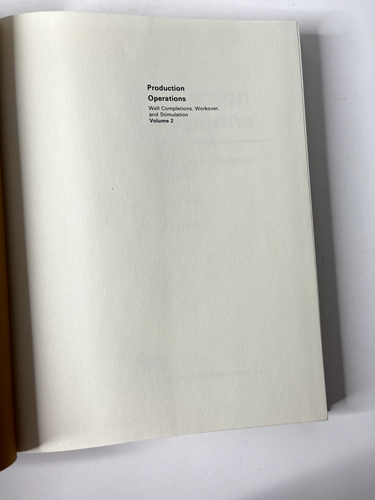 Production
Operations
Well Completions, Workover,
and Stimulation
Volume 2